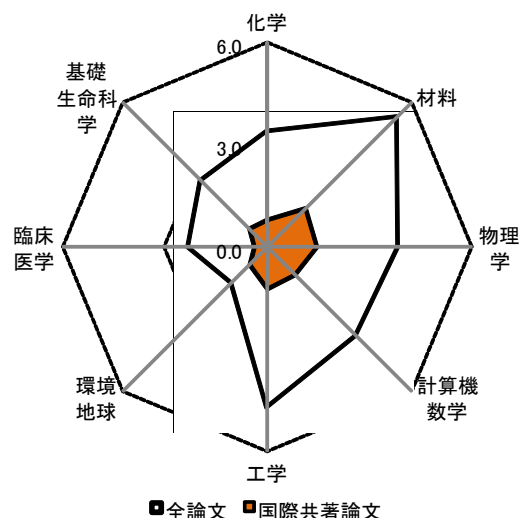 化学
6.0
基礎
生命科
学
材料
3.0
臨床
医学
0.0
物理
学
環境
地球
計算機
数学
工学
全論文 国際共著論文